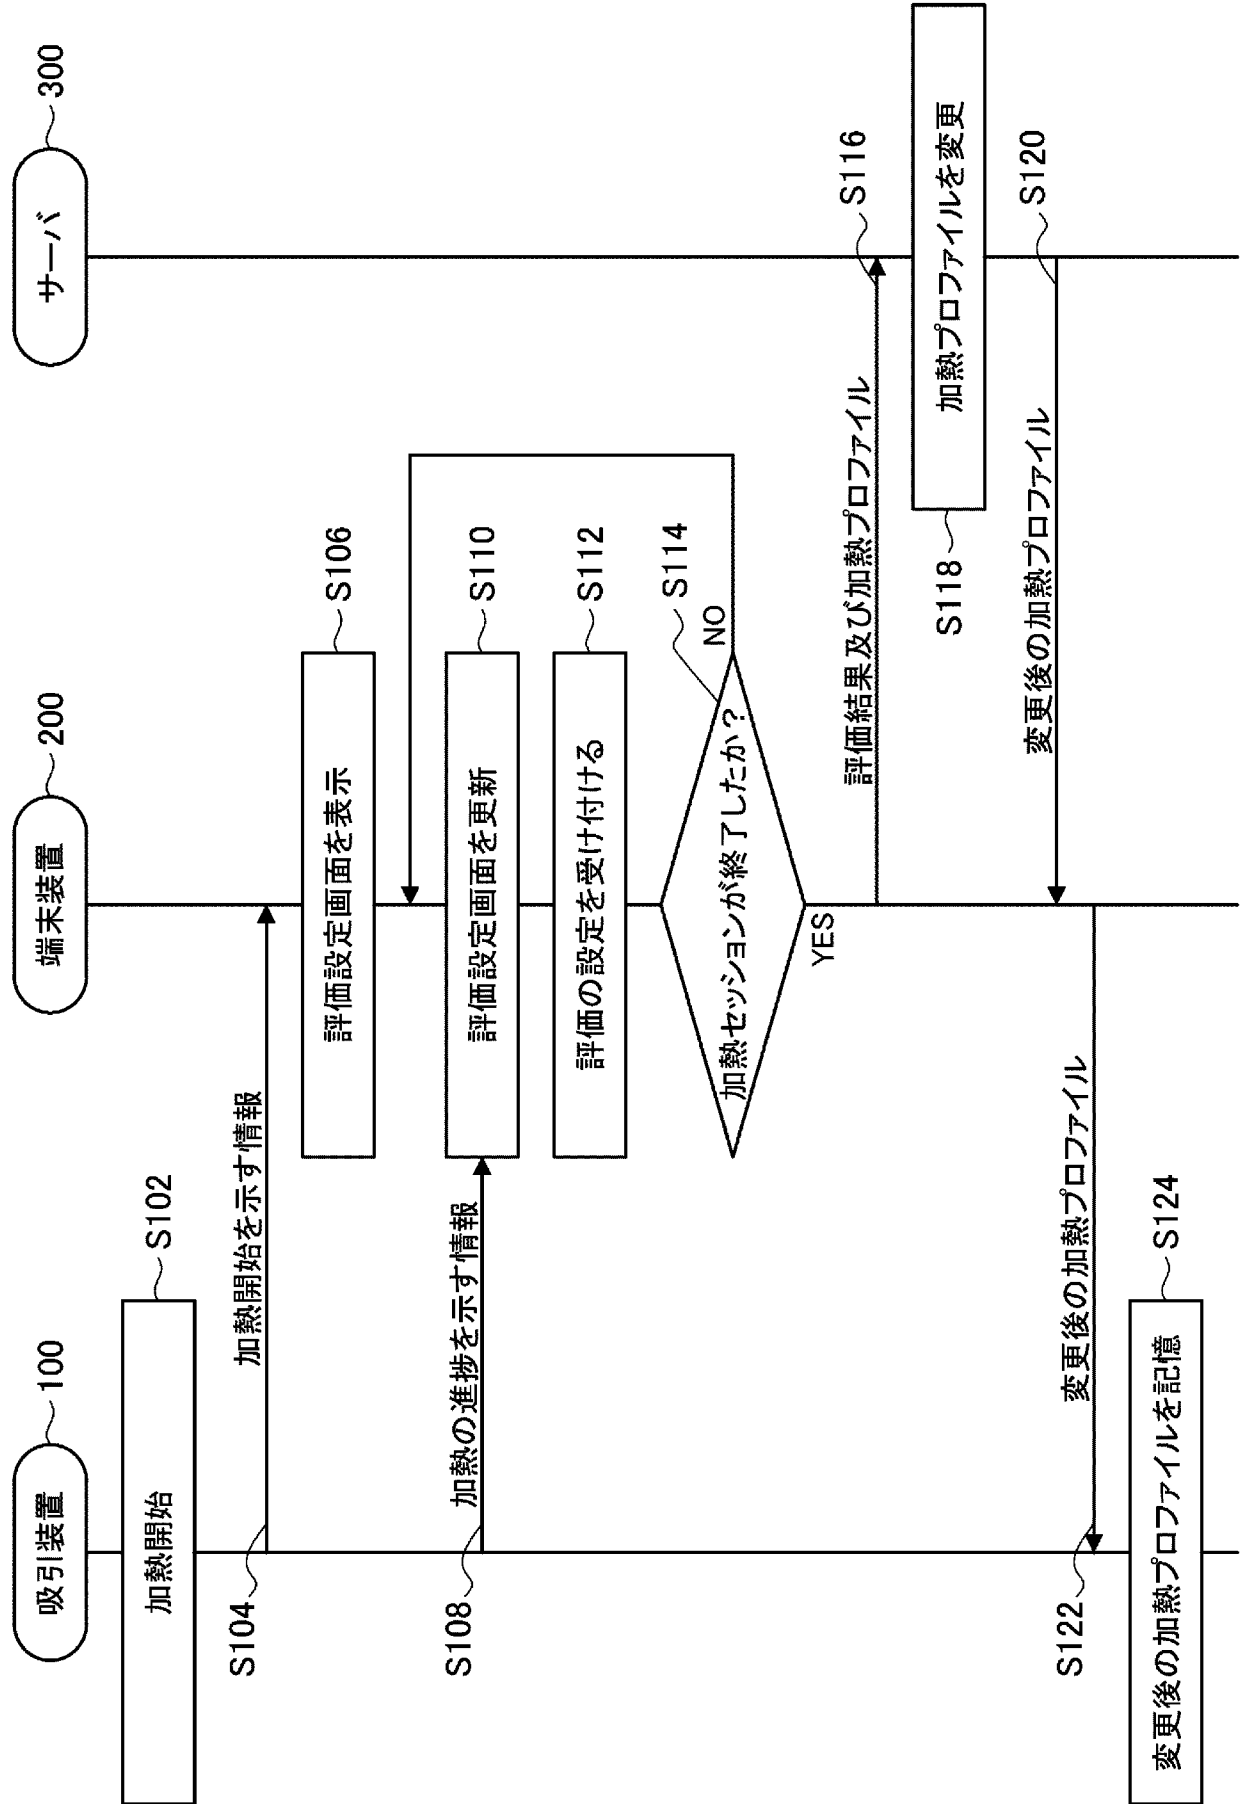 吸引装置
100
端末装置
200
サーバ
300
加熱開始
S102
S104
加熱開始を示す情報
評価設定画面を表示
S106
S108
加熱の進捗を示す情報
評価設定画面を更新
S110
評価の設定を受け付ける
S112
加熱セッションが終了したか？
S114
NO
YES
評価結果及び加熱プロファイル
S116
加熱プロファイルを変更
S118
変更後の加熱プロファイル
S120
S122
変更後の加熱プロファイル
変更後の加熱プロファイルを記憶
S124